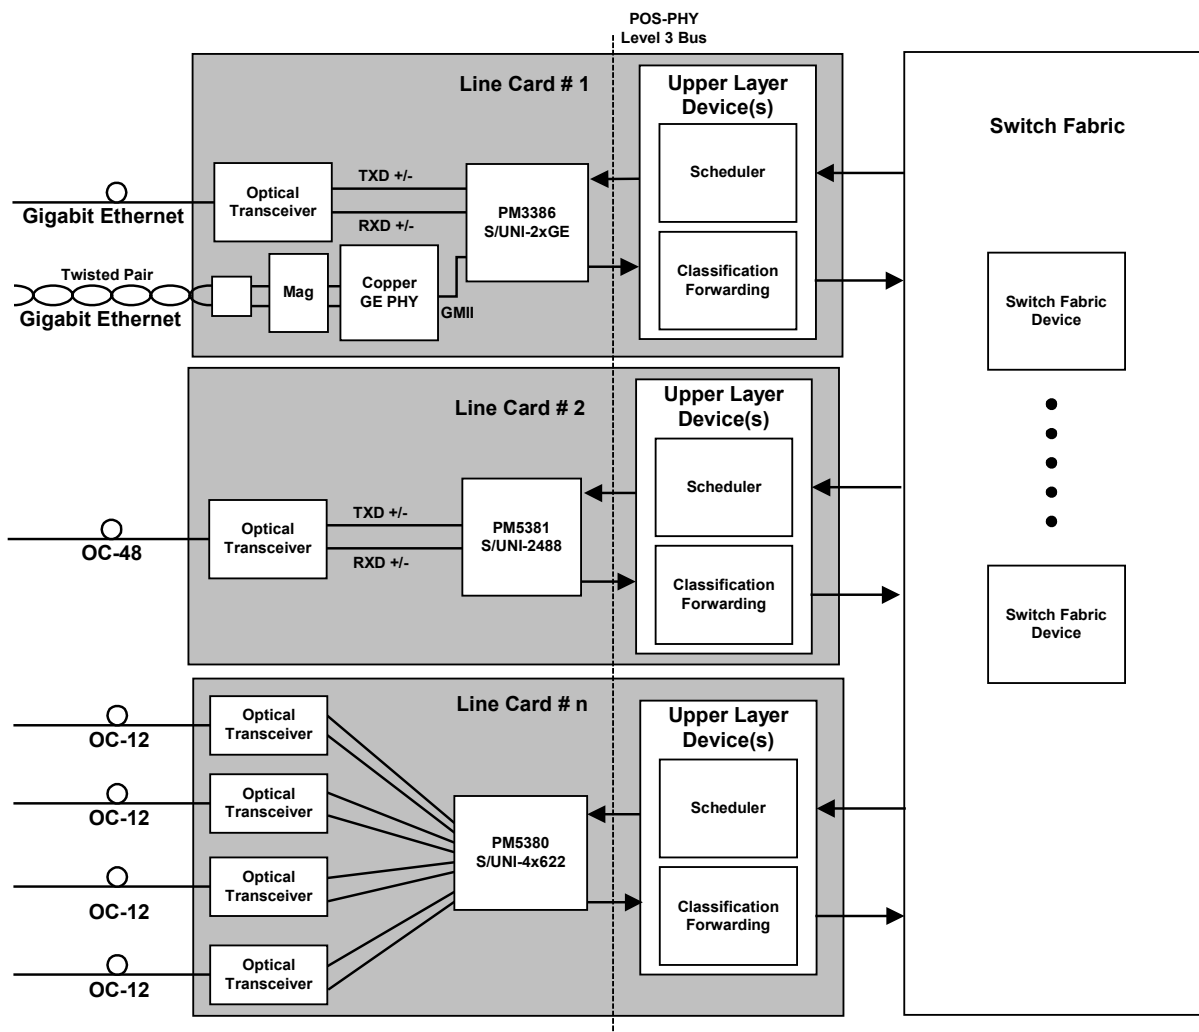 POS-PHY
Level 3 Bus
Line Card # 1
Upper Layer
Device(s)
Switch Fabric
Scheduler
TXD +/-
Optical
Transceiver
PM3386
S/UNI-2xGE
Gigabit Ethernet
RXD +/-
Classification
Forwarding
Twisted Pair
Mag
Copper
GE PHY
GMII
Gigabit Ethernet
Switch Fabric
Device
Line Card # 2
Upper Layer
Device(s)
Scheduler
TXD +/-
Optical
Transceiver
PM5381
S/UNI-2488
OC-48
RXD +/-
Classification
Forwarding
Switch Fabric
Device
Line Card # n
Upper Layer
Device(s)
Optical
Transceiver
OC-12
Optical
Transceiver
OC-12
Scheduler
PM5380
S/UNI-4x622
Optical
Transceiver
OC-12
Classification
Forwarding
Optical
Transceiver
OC-12